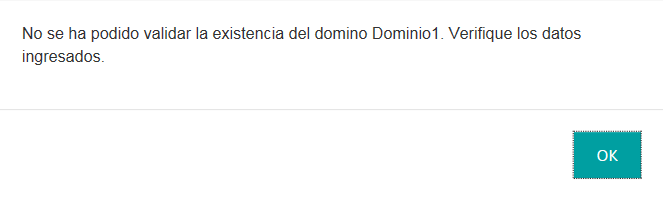 No se ha podido validar la existencia del domino Dominio1. Verifique los datos
ingresados.
OK